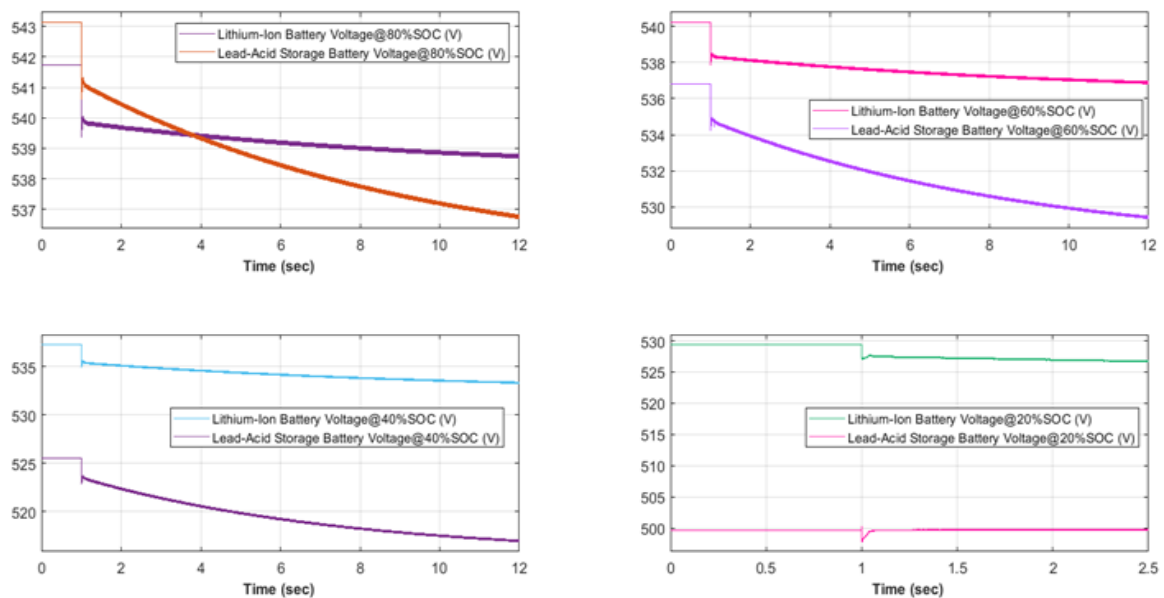 543
542
541
540
539
538
537
Lithium-Ion Battery Voltage@80%SOC (V)
Lead-Acid Storage Battery Voltage@80%SOC (V)
0 2 4 6 8 10 12
Time (sec)
540
538
536
534
532
530
Lithium-Ion Battery Voltage@60%SOC (V)
Lead-Acid Storage Battery Voltage@60%SOC (V)
0 2 4 6 8 10 12
Time (sec)
535
530
525
520
Lithium-Ion Battery Voltage@40%SOC (V)
Lead-Acid Storage Battery Voltage@40%SOC (V)
0 2 4 6 8 10 12
Time (sec)
530
525
520
515
510
505
500
Lithium-Ion Battery Voltage@20%SOC (V)
Lead-Acid Storage Battery Voltage@20%SOC (V)
0 0.5 1 1.5 2 2.5
Time (sec)